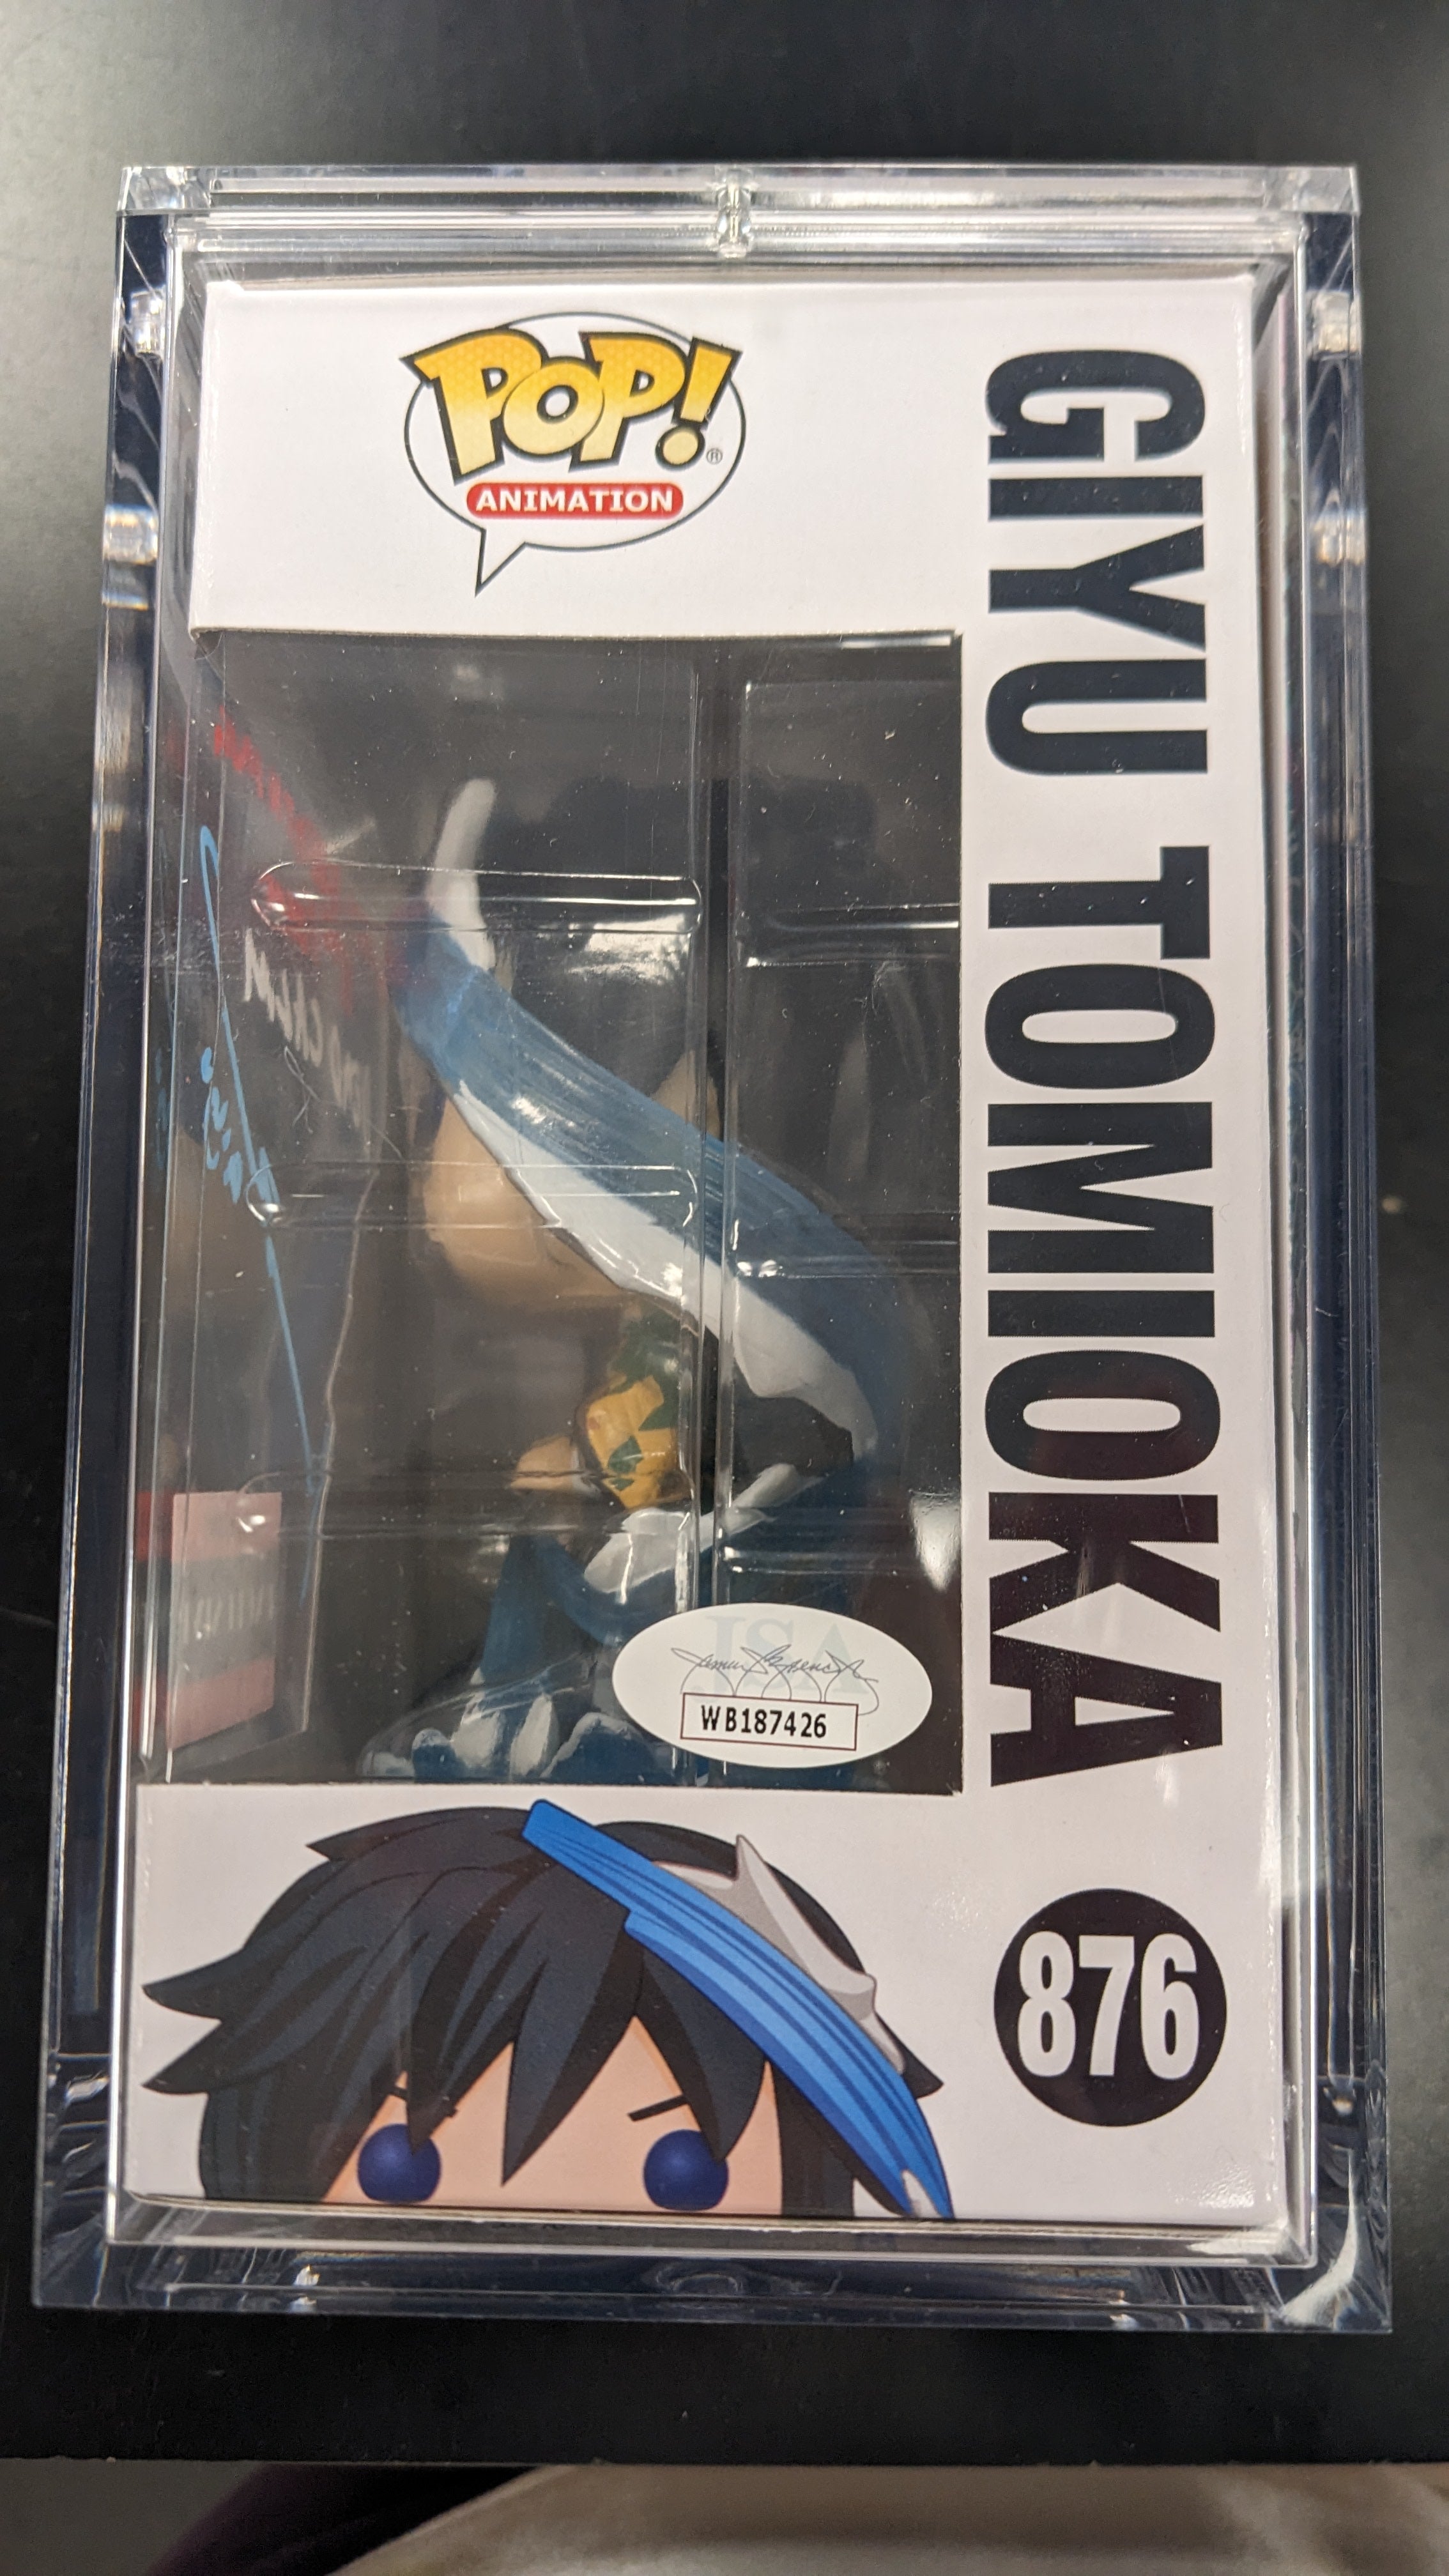 POP!®
ANIMATION
GIYU TOMIOKA
JSA
WB187426
876